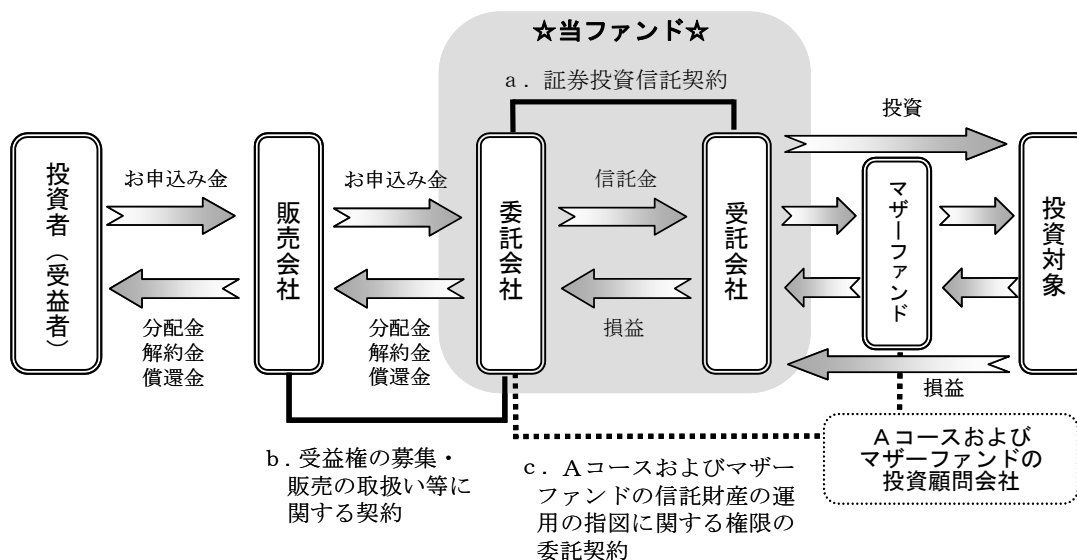 ☆当ファンド☆
a．証券投資信託契約
投資
投資者（受益者）
お申込み金
分配金
解約金
償還金
販売会社
お申込み金
分配金
解約金
償還金
委託会社
信託金
損益
受託会社
マザーファンド
投資対象
損益
b．受益権の募集・
販売の取扱い等に
関する契約
c．Ａコースおよびマザー
ファンドの信託財産の運
用の指図に関する権限の
委託契約
Ａコースおよび
マザーファンドの
投資顧問会社